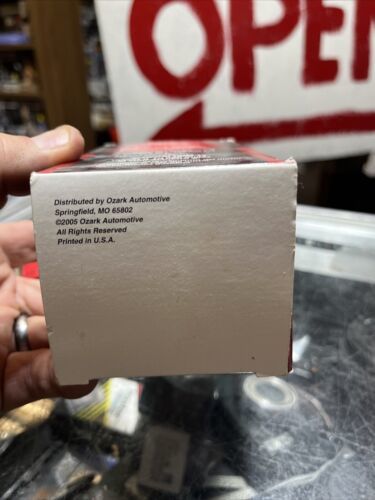 OPEN
Distributed by Ozark Automotive
Springfield, MO 65802
©2005 Ozark Automotive
All Rights Reserved
Printed in U.S.A.